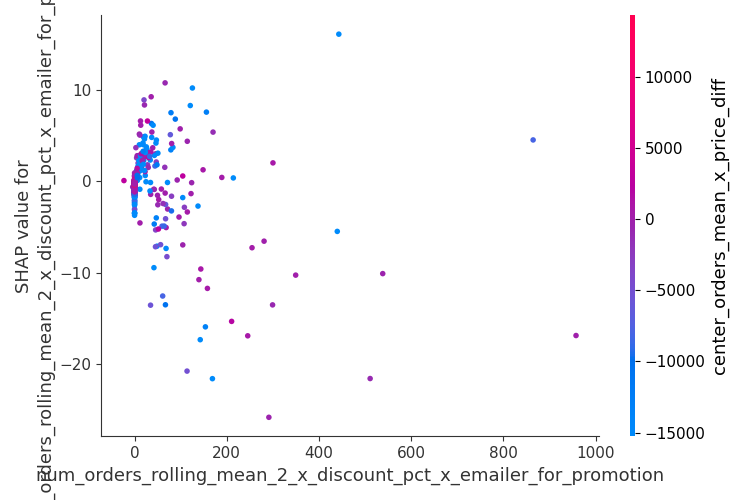 10
0
−10
−20
SHAP value for
_orders_rolling_mean_2_x_discount_pct_x_emailer_for_p
0 200 400 600 800 1000
num_orders_rolling_mean_2_x_discount_pct_x_emailer_for_promotion
10000
5000
0
−5000
−10000
−15000
center_orders_mean_x_price_diff